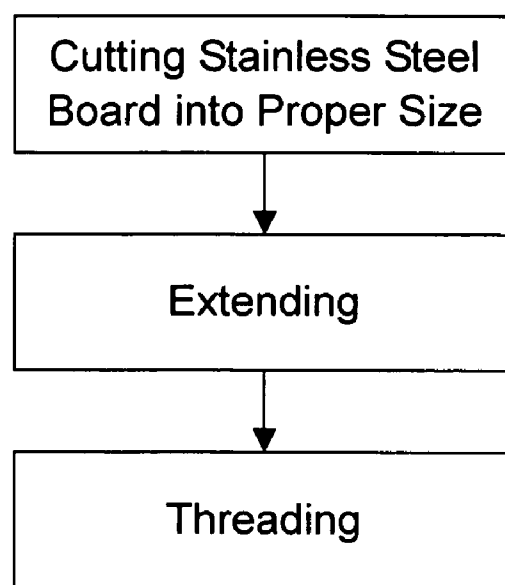 Cutting Stainless Steel
Board into Proper Size
Extending
Threading